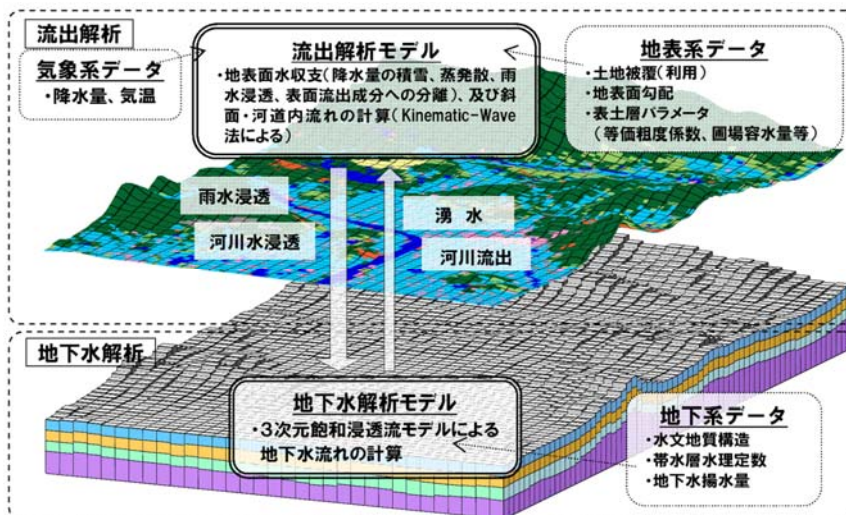 流出解析
気象系データ
・降水量、気温
流出解析モデル
・地表面水収支(降水量の積雪、蒸発散、雨
水浸透、表面流出成分への分離)、及び斜
面・河道内流れの計算(Kinematic-Wave
法による)
地表系データ
・土地被覆(利用)
・地表面勾配
・表土層パラメータ
(等価粗度係数、圃場容水量等)
雨水浸透
河川水浸透
湧 水
河川流出
地下水解析
地下水解析モデル
・3次元飽和浸透流モデルによる
地下水流れの計算
地下系データ
・水文地質構造
・帯水層水理定数
・地下水揚水量